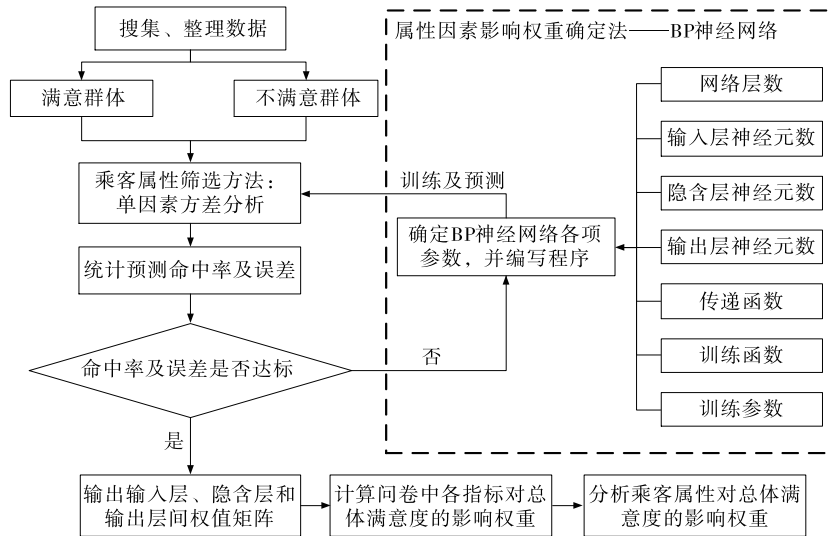 搜集、整理数据
满意群体
不满意群体
乘客属性筛选方法：
单因素方差分析
统计预测命中率及误差
命中率及误差是否达标
是
否
训练及预测
属性因素影响权重确定法——BP神经网络
确定BP神经网络各项
参数，并编写程序
网络层数
输入层神经元数
隐含层神经元数
输出层神经元数
传递函数
训练函数
训练参数
输出输入层、隐含层和
输出层间权值矩阵
计算问卷中各指标对总
体满意度的影响权重
分析乘客属性对总体满
意度的影响权重